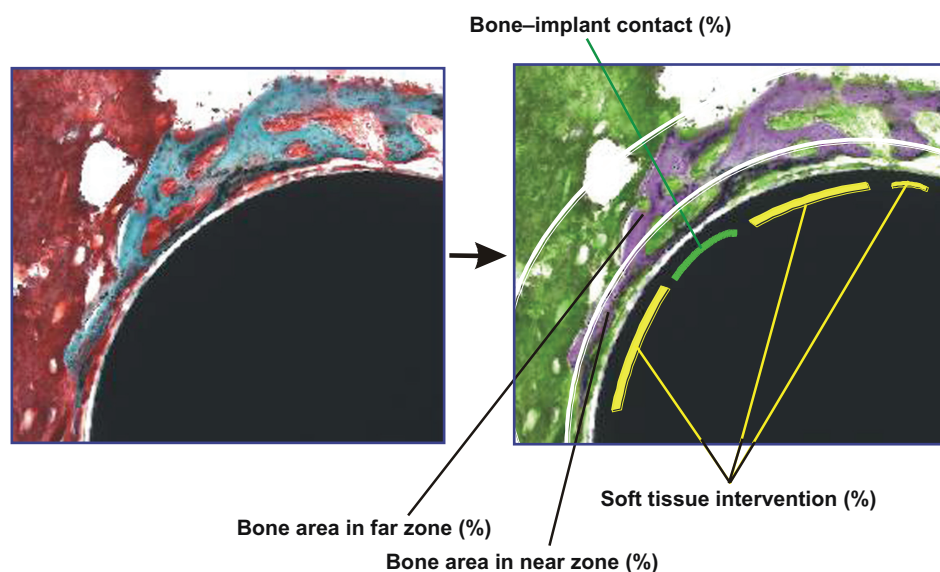 Bone–implant contact (%)
Soft tissue intervention (%)
Bone area in far zone (%)
Bone area in near zone (%)